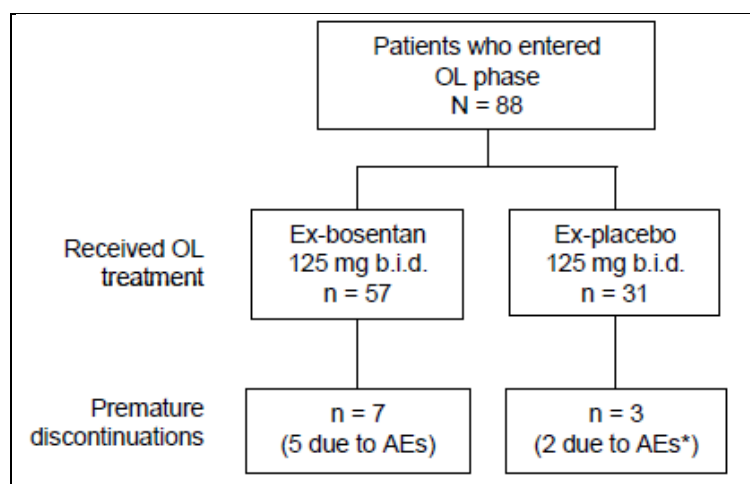 Patients who entered
OL phase
N = 88
Received OL
treatment
Ex-bosentan
125 mg b.i.d.
n = 57
Ex-placebo
125 mg b.i.d.
n = 31
Premature
discontinuations
n = 7
(5 due to AEs)
n = 3
(2 due to AEs*)